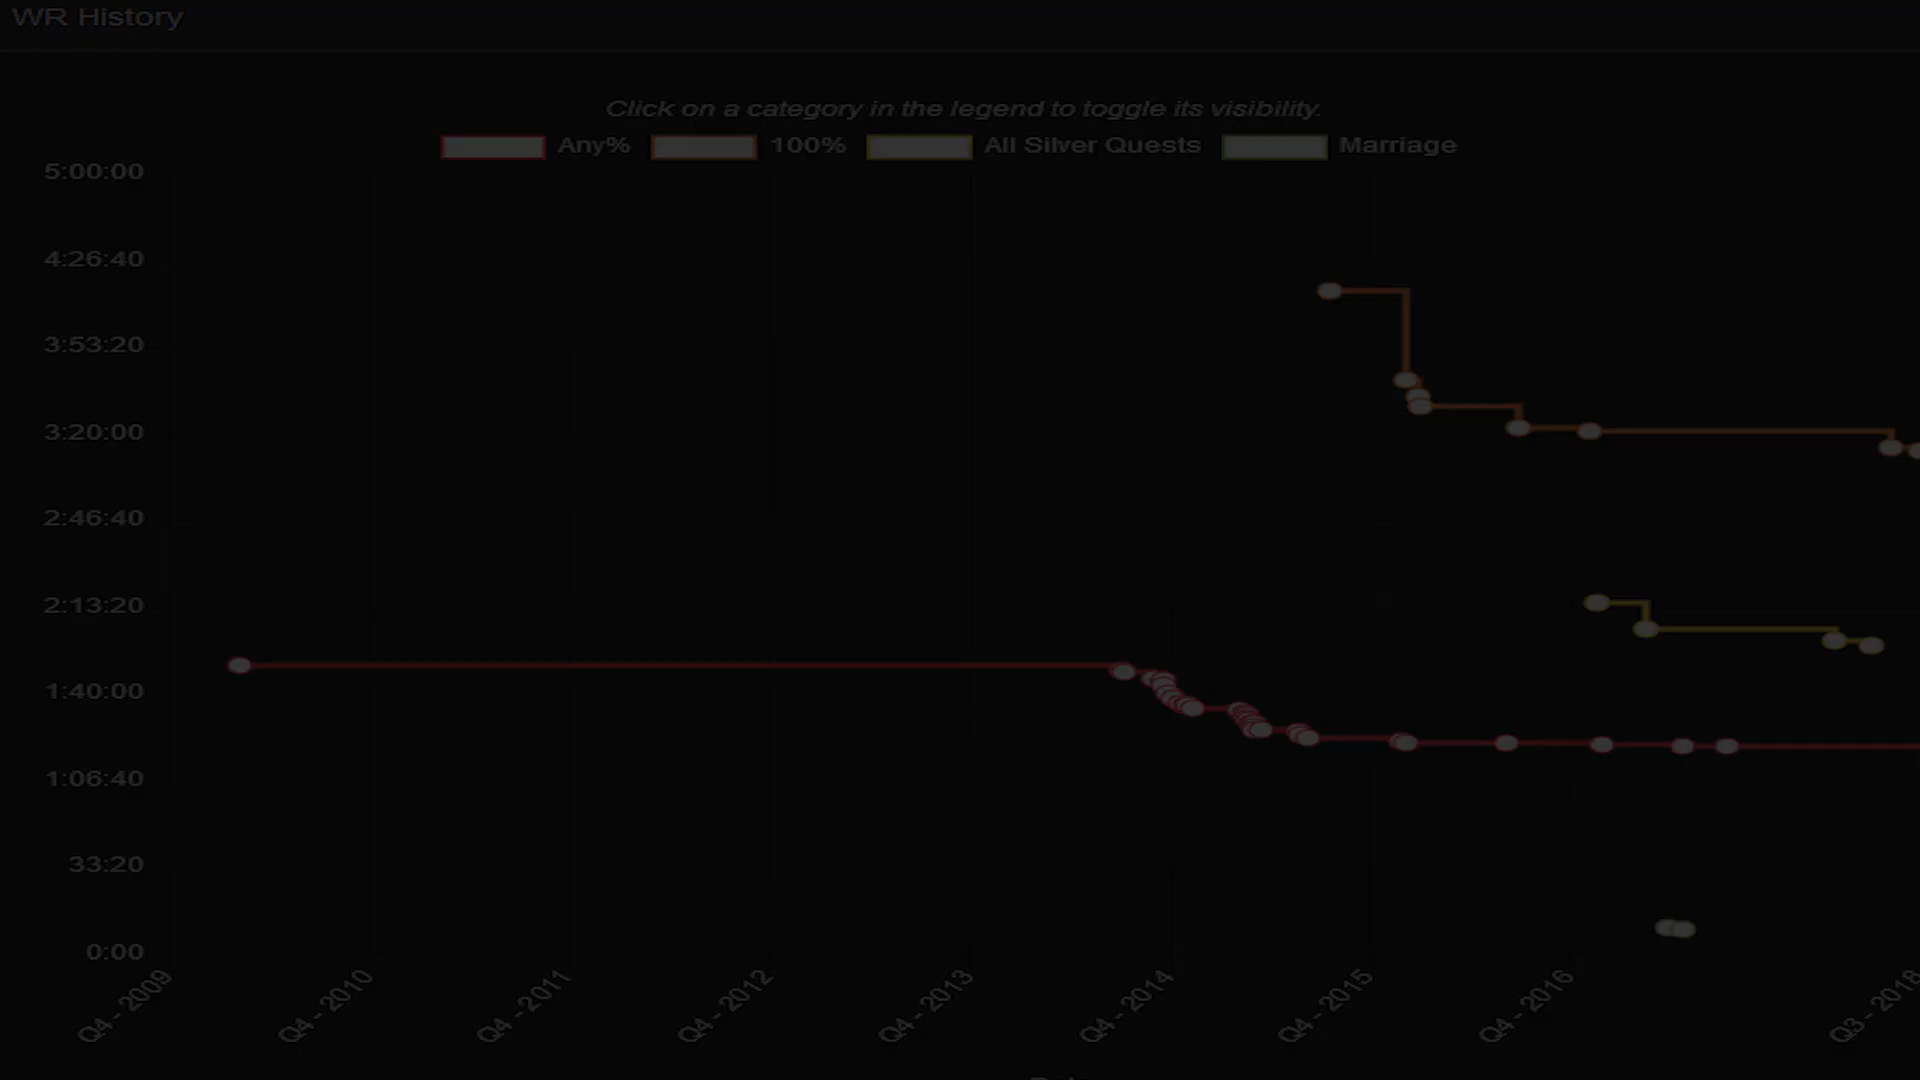 WR History
Click on a category in the legend to toggle its visibility.
Any% 100% All Silver Quests Marriage
5:00:00
4:26:40
3:53:20
3:20:00
2:46:40
2:13:20
1:40:00
1:06:40
33:20
0:00
Q4 - 2009 Q4 - 2010 Q4 - 2011 Q4 - 2012 Q4 - 2013 Q4 - 2014 Q4 - 2015 Q4 - 2016 Q3 - 2018